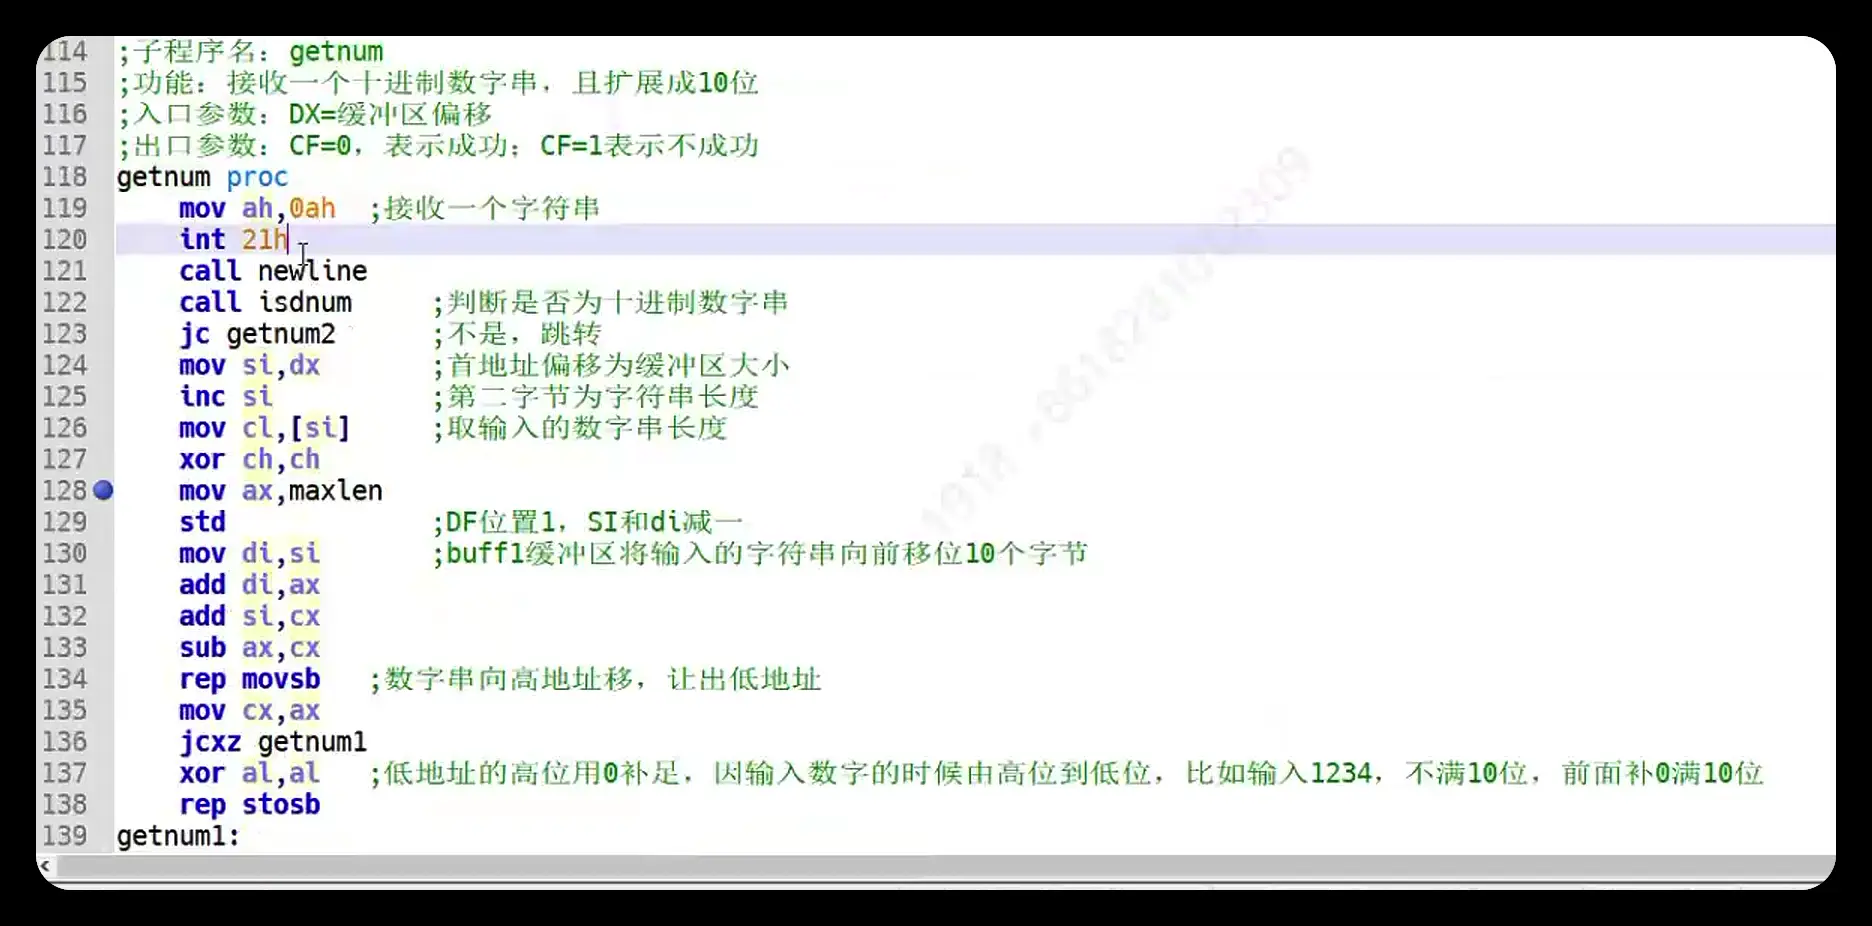 114 ;子程序名：getnum
115 ;功能：接收一个十进制数字串，且扩展成10位
116 ;入口参数：DX=缓冲区偏移
117 ;出口参数：CF=0，表示成功；CF=1表示不成功
118 getnum proc
119 mov ah,0ah ;接收一个字符串
120 int 21h
121 call newline
122 call isdnum ;判断是否为十进制数字串
123 jc getnum2 ;不是，跳转
124 mov si,dx ;首地址偏移为缓冲区大小
125 inc si ;第二字节为字符串长度
126 mov cl,[si] ;取输入的数字串长度
127 xor ch,ch
128 mov ax,maxlen
129 std ;DF位置1，SI和di减一
130 mov di,si ;buff1缓冲区将输入的字符串向前移位10个字节
131 add di,ax
132 add si,cx
133 sub ax,cx
134 rep movsb ;数字串向高地址移，让出低地址
135 mov cx,ax
136 jcxz getnum1
137 xor al,al ;低地址的高位用0补足，因输入数字的时候由高位到低位，比如输入1234，不满10位，前面补0满10位
138 rep stosb
139 getnum1: